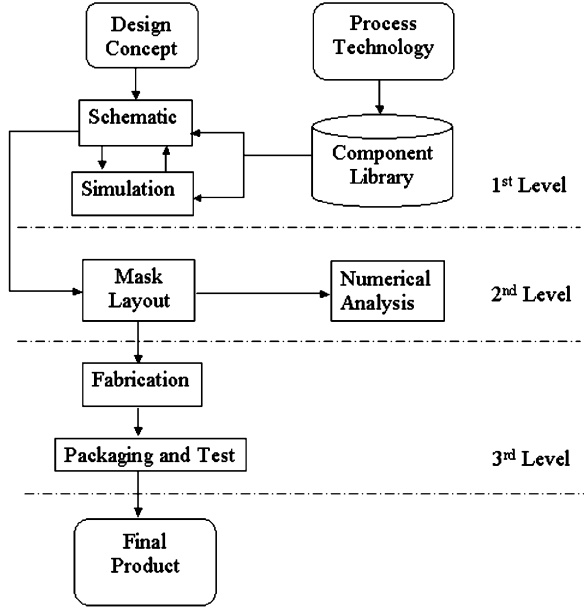 Design
Concept
Process
Technology
Schematic
Component
Library
Simulation
1st Level
Mask
Layout
Numerical
Analysis
2nd Level
Fabrication
Packaging and Test
3rd Level
Final
Product